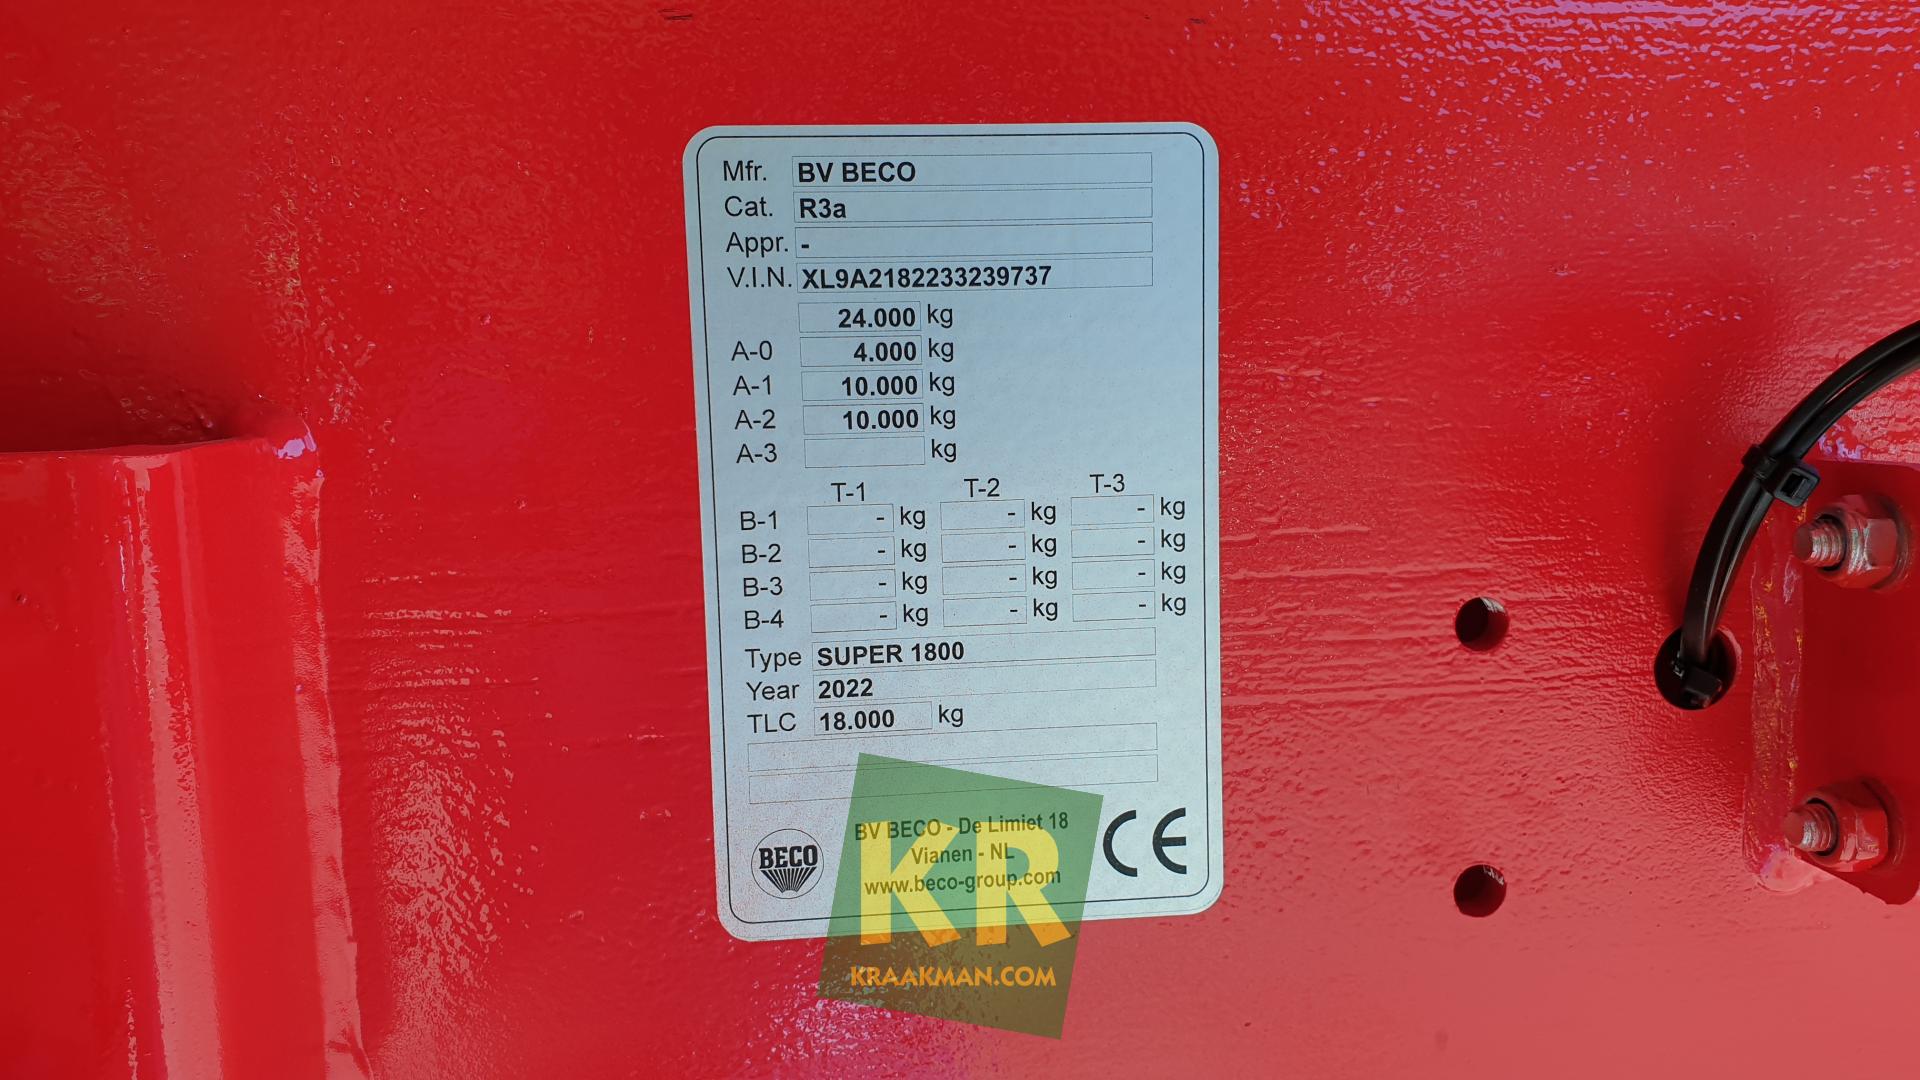 Mfr. BV BECO
Cat. R3a
Appr. -
V.I.N. XL9A2182233239737
24.000 kg
A-0 4.000 kg
A-1 10.000 kg
A-2 10.000 kg
A-3 kg
T-1 T-2 T-3
B-1 - kg - kg - kg
B-2 - kg - kg - kg
B-3 - kg - kg - kg
B-4 - kg - kg - kg
Type SUPER 1800
Year 2022
TLC 18.000 kg
BECO
BV BECO - De Limiet 18
Vianen - NL
www.beco-group.com
CE
KR
KRAAKMAN.COM